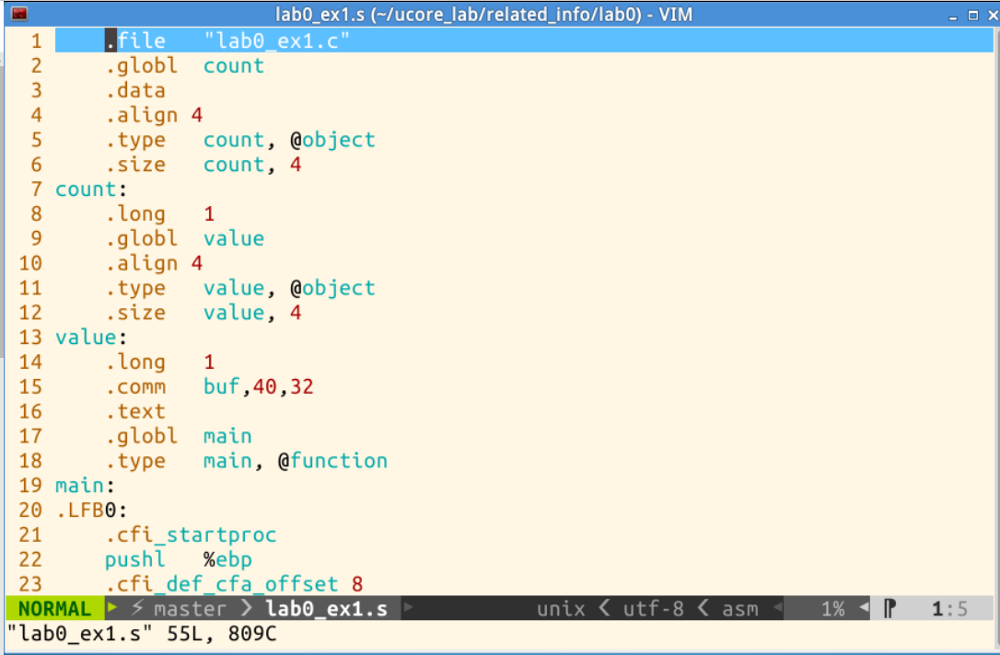 lab0_ex1.s (~/ucore_lab/related_info/lab0) - VIM
1 .file "lab0_ex1.c"
2 .globl count
3 .data
4 .align 4
5 .type count, @object
6 .size count, 4
7 count:
8 .long 1
9 .globl value
10 .align 4
11 .type value, @object
12 .size value, 4
13 value:
14 .long 1
15 .comm buf,40,32
16 .text
17 .globl main
18 .type main, @function
19 main:
20 .LFB0:
21 .cfi_startproc
22 pushl %ebp
23 .cfi_def_cfa_offset 8
NORMAL master lab0_ex1.s unix utf-8 asm 1% 1:5
"lab0_ex1.s" 55L, 809C